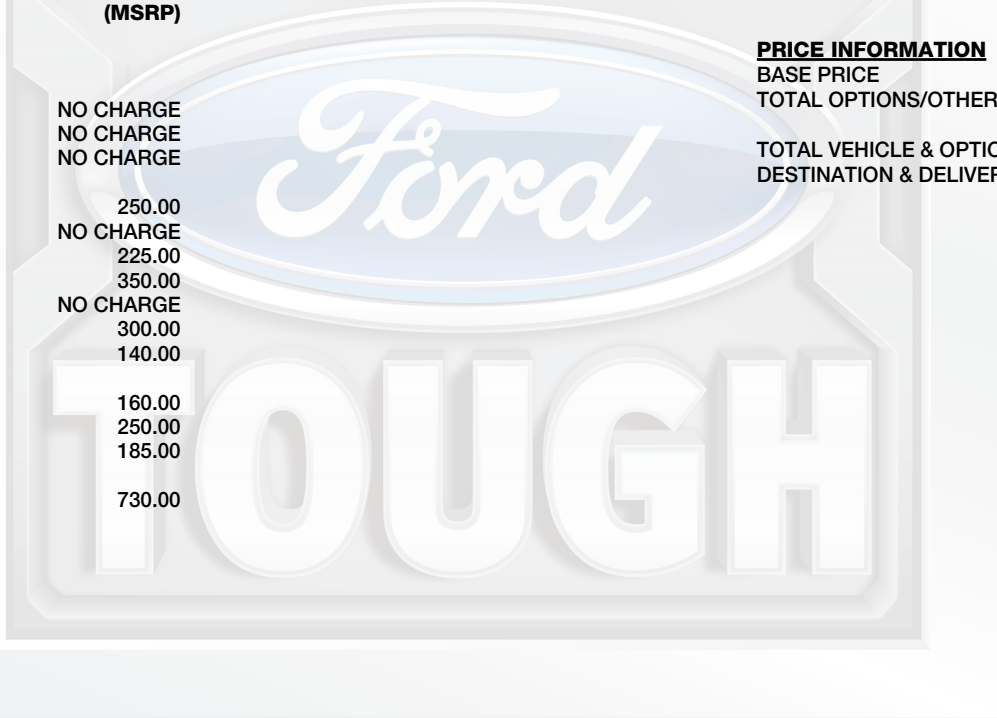 (MSRP)
NO CHARGE
NO CHARGE
NO CHARGE
250.00
NO CHARGE
225.00
350.00
NO CHARGE
300.00
140.00
160.00
250.00
185.00
730.00
PRICE INFORMATION
BASE PRICE
TOTAL OPTIONS/OTHER
TOTAL VEHICLE & OPTIO
DESTINATION & DELIVER
Ford
TOUGH